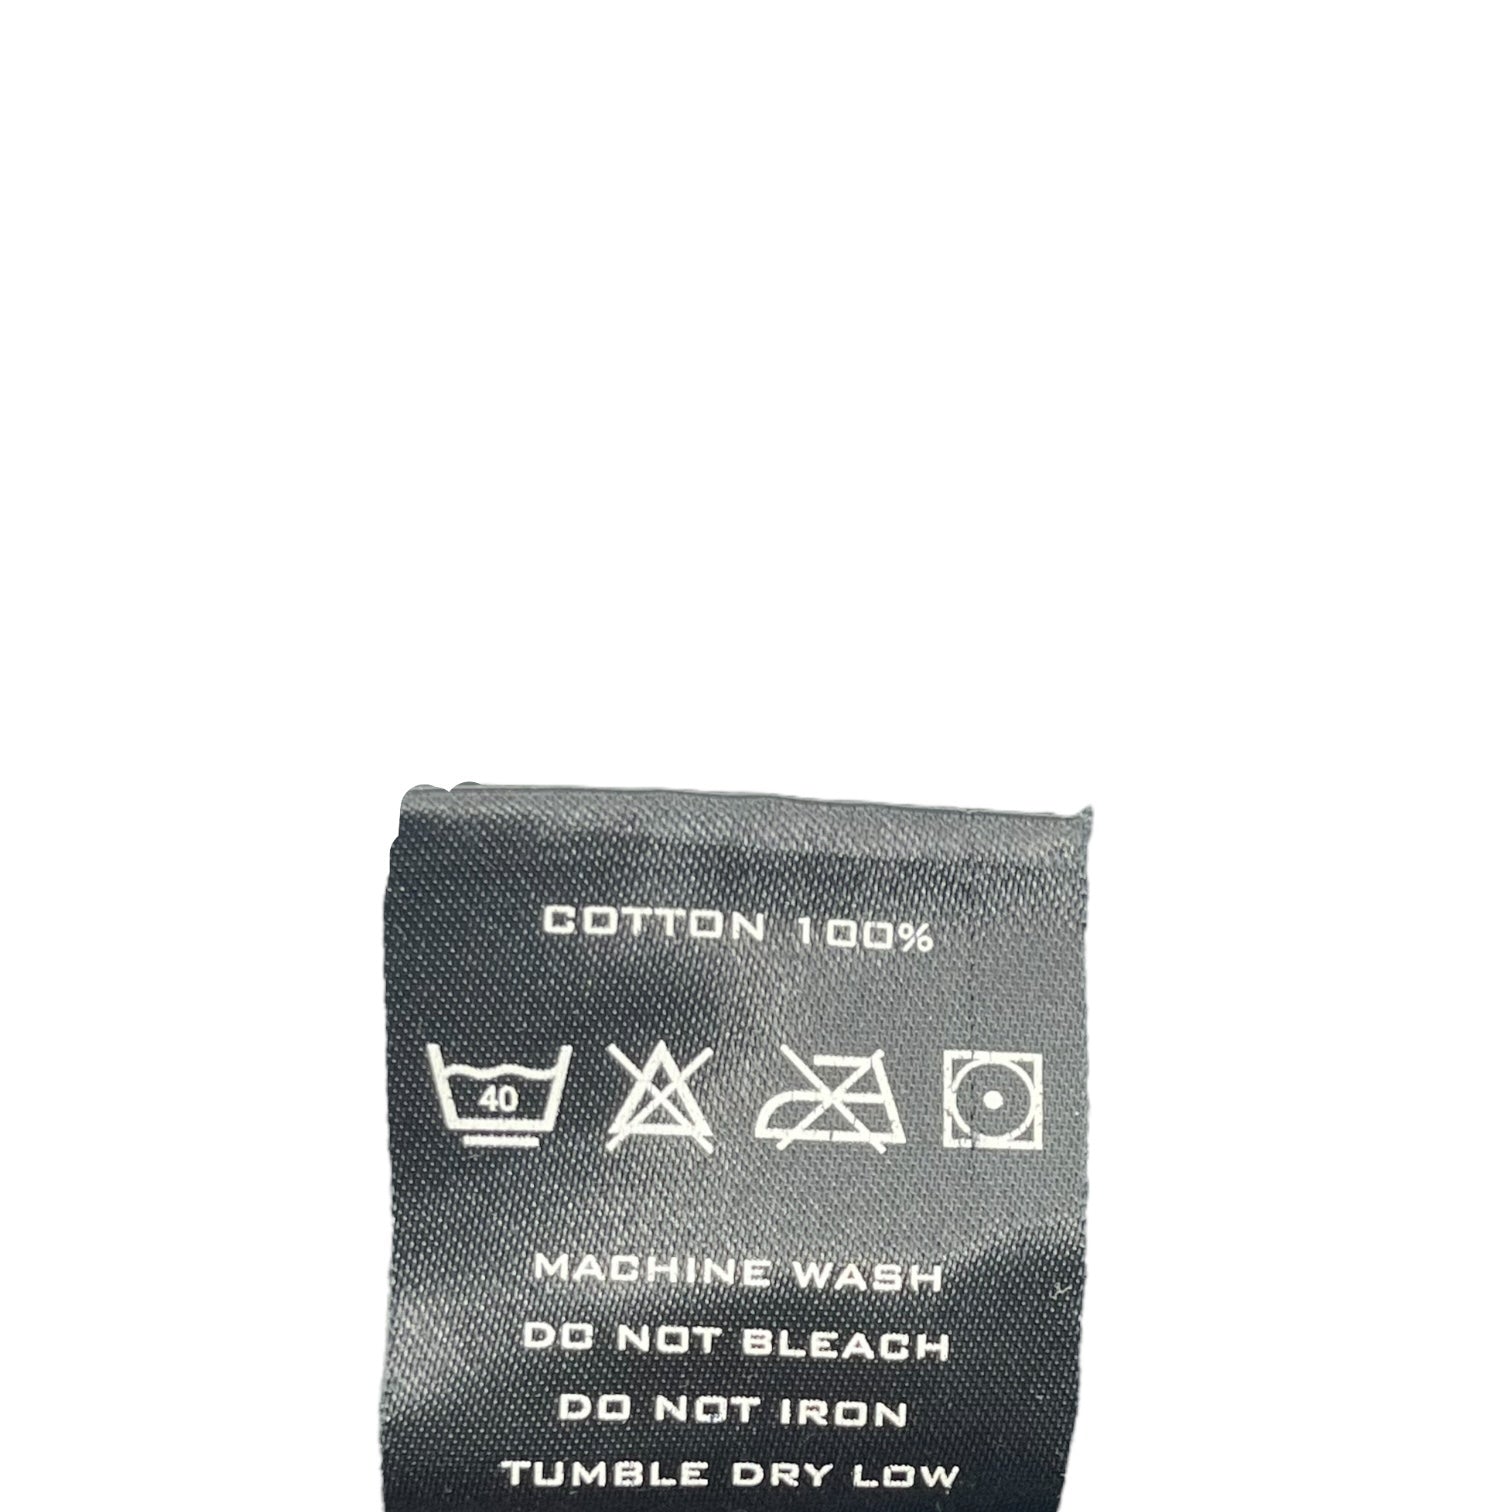 COTTON 100%
40
MACHINE WASH
DO NOT BLEACH
DO NOT IRON
TUMBLE DRY LOW